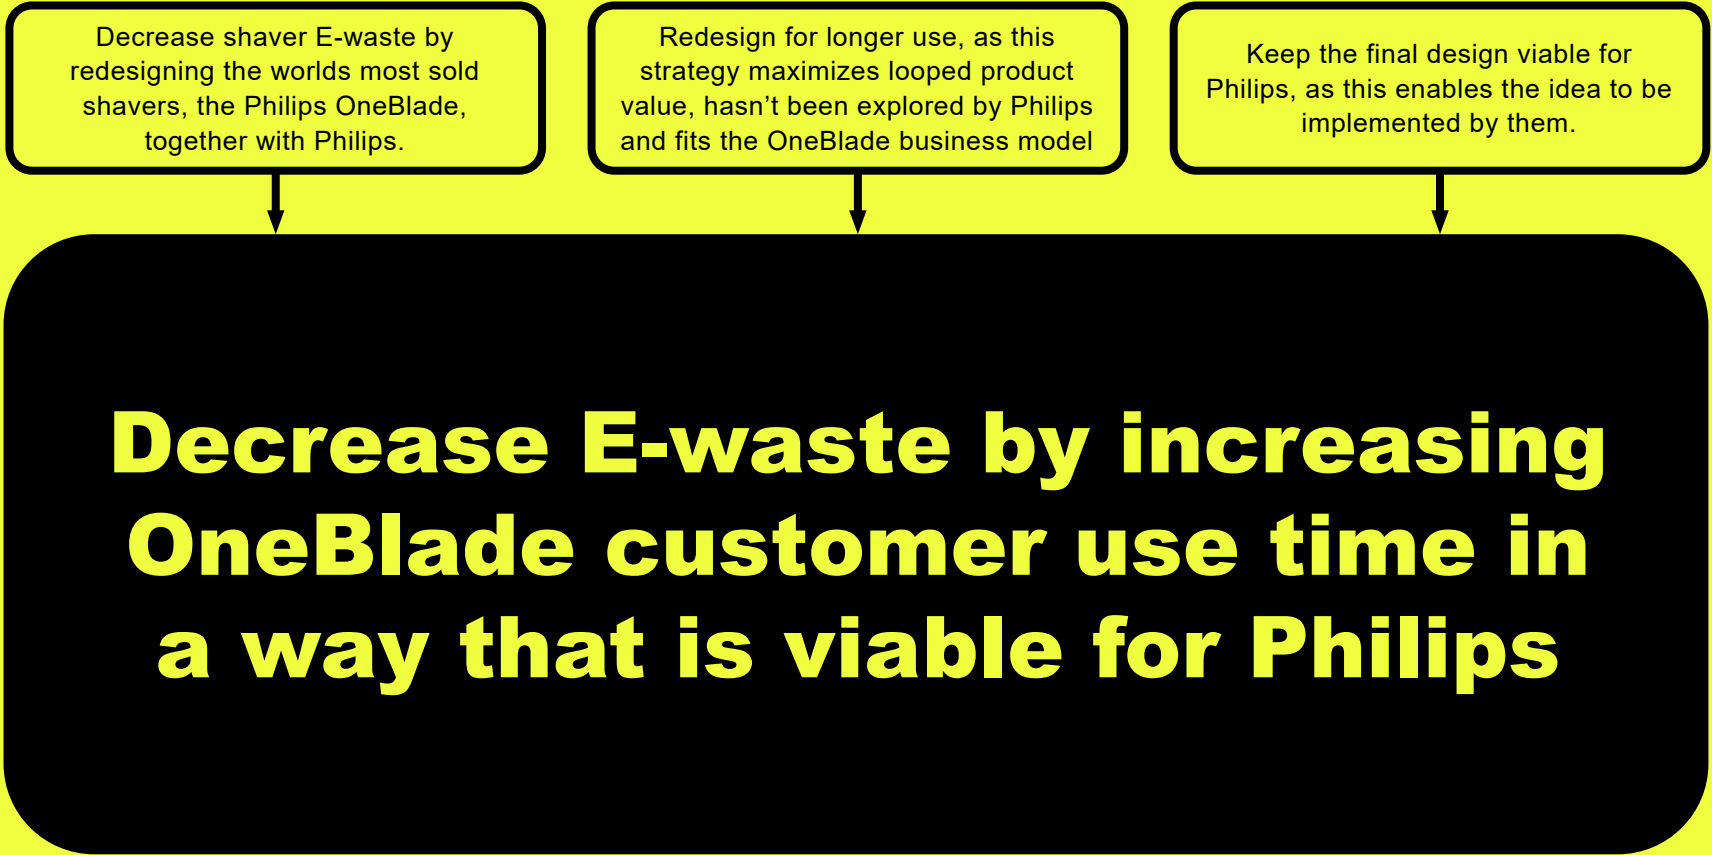 Decrease shaver E-waste by
redesigning the worlds most sold
shavers, the Philips OneBlade,
together with Philips.
Redesign for longer use, as this
strategy maximizes looped product
value, hasn’t been explored by Philips
and fits the OneBlade business model
Keep the final design viable for
Philips, as this enables the idea to be
implemented by them.
Decrease E-waste by increasing
OneBlade customer use time in
a way that is viable for Philips